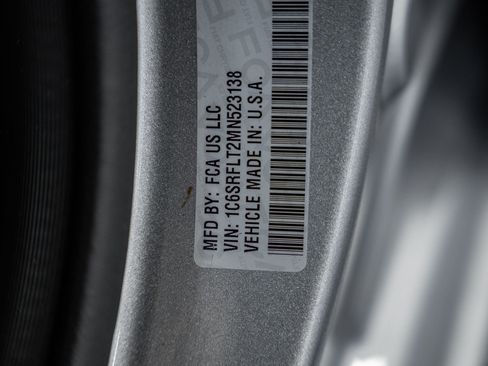 MFD BY: FCA US LLC
VIN: 1C6SRFLT2MN523138
VEHICLE MADE IN: U.S.A.